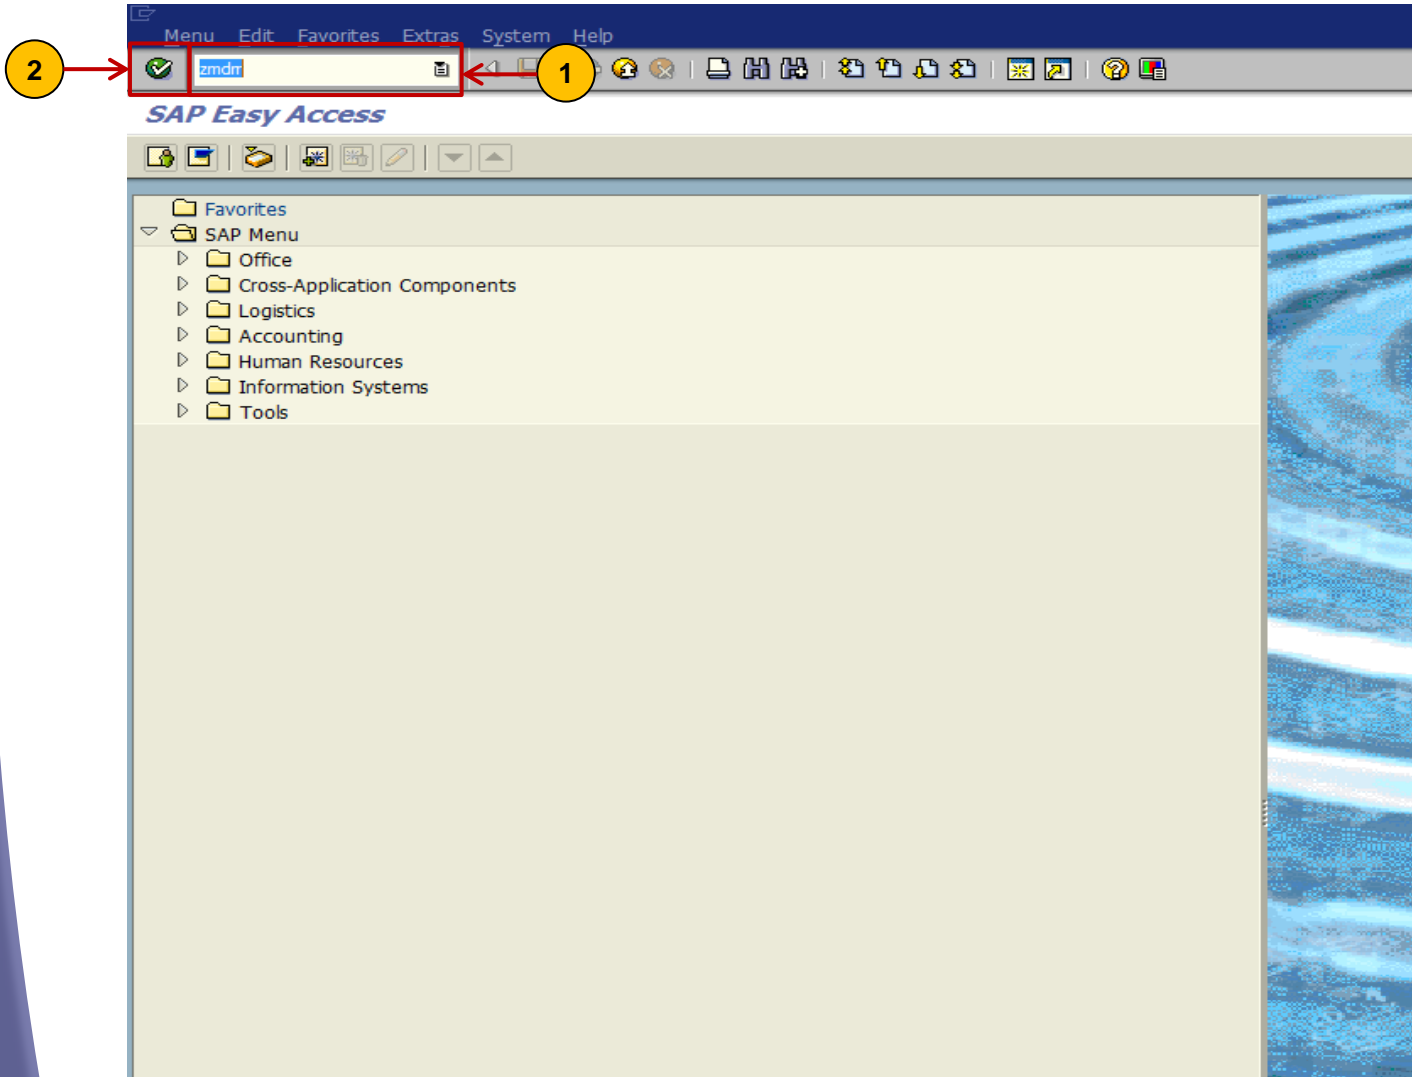 Menu Edit Favorites Extras System Help
2
zmdm
1
SAP Easy Access
Favorites
SAP Menu
Office
Cross-Application Components
Logistics
Accounting
Human Resources
Information Systems
Tools